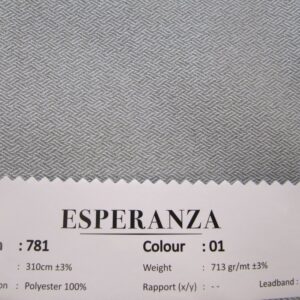 ESPERANZA
: 781 Colour : 01
: 310cm ±3% Weight : 713 gr/mt ±3%
: Polyester 100% Rapport (x/y) : - - Leadband :